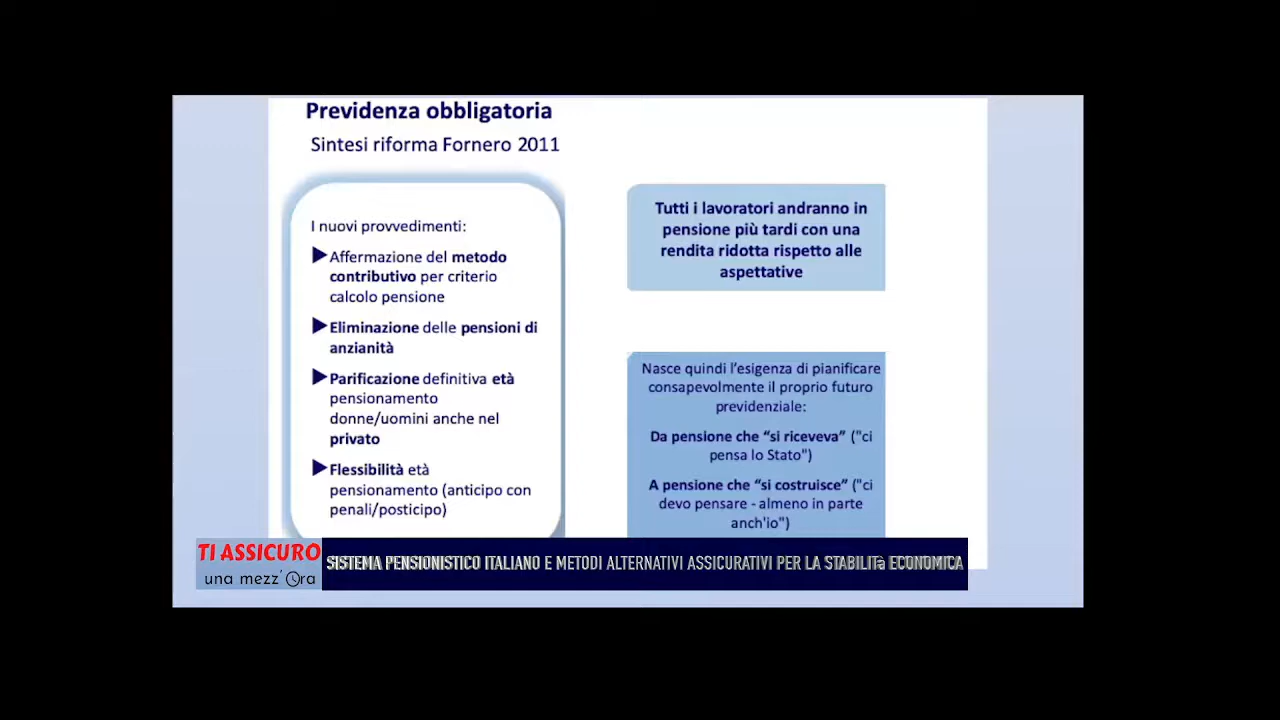 Previdenza obbligatoria
Sintesi riforma Fornero 2011
I nuovi provvedimenti:
Affermazione del metodo
contributivo per criterio
calcolo pensione
Eliminazione delle pensioni di
anzianità
Parificazione definitiva età
pensionamento
donne/uomini anche nel
privato
Flessibilità età
pensionamento (anticipo con
penali/posticipo)
Tutti i lavoratori andranno in
pensione più tardi con una
rendita ridotta rispetto alle
aspettative
Nasce quindi l'esigenza di pianificare
consapevolmente il proprio futuro
previdenziale:
Da pensione che “si riceveva” ("ci
pensa lo Stato")
A pensione che “si costruisce” ("ci
devo pensare - almeno in parte
anch'io")
TI ASSICURO
una mezz'Ora
SISTEMA PENSIONISTICO ITALIANO E METODI ALTERNATIVI ASSICURATIVI PER LA STABILITà ECONOMICA